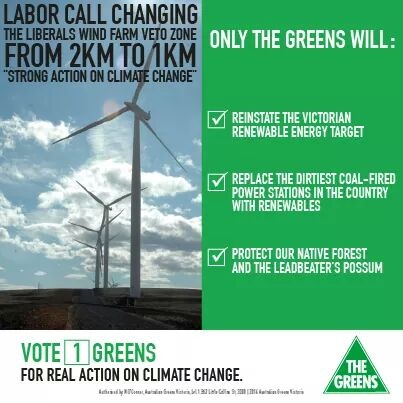 LABOR CALL CHANGING
THE LIBERALS WIND FARM VETO ZONE
FROM 2KM TO 1KM
"STRONG ACTION ON CLIMATE CHANGE"
ONLY THE GREENS WILL:
REINSTATE THE VICTORIAN
RENEWABLE ENERGY TARGET
REPLACE THE DIRTIEST COAL-FIRED
POWER STATIONS IN THE COUNTRY
WITH RENEWABLES
PROTECT OUR NATIVE FOREST
AND THE LEADBEATER'S POSSUM
VOTE 1 GREENS
FOR REAL ACTION ON CLIMATE CHANGE.
THE
GREENS
Australian Greens Victoria